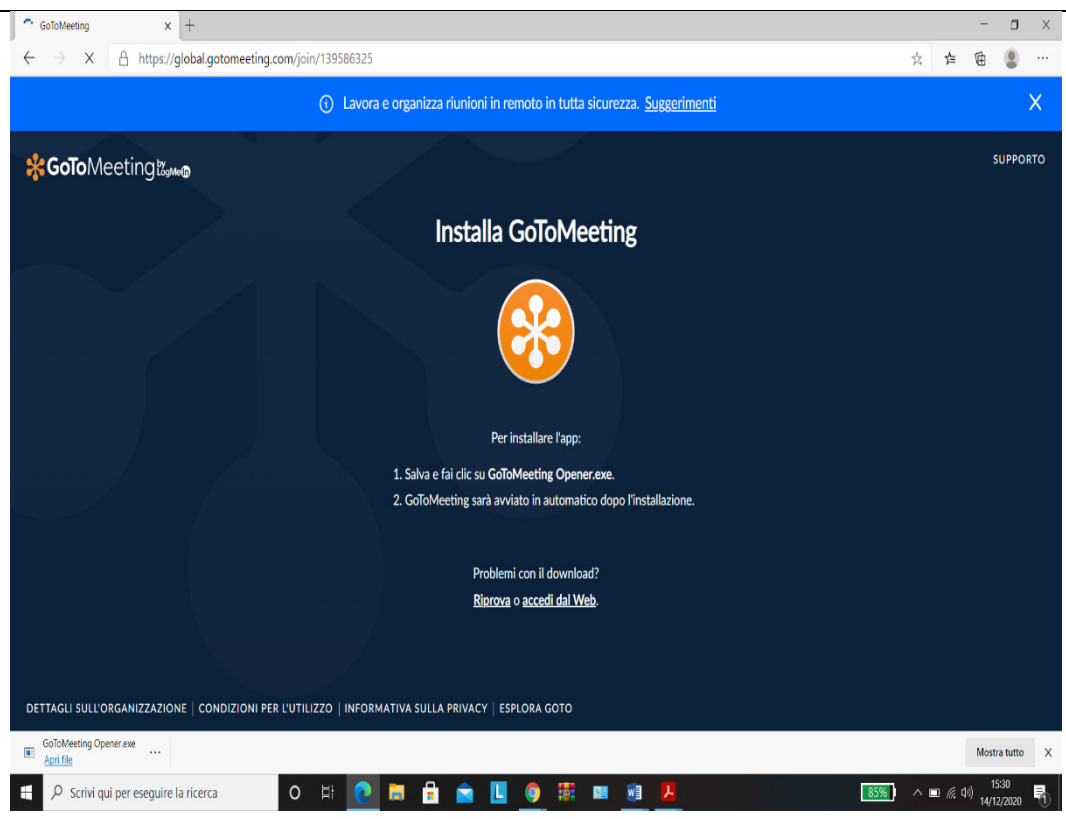 GoToMeeting
https://global.gotomeeting.com/join/139586325
Lavora e organizza riunioni in remoto in tutta sicurezza. Suggerimenti
GoToMeeting by LogMeIn
SUPPORTO
Installa GoToMeeting
Per installare l'app:
1. Salva e fai clic su GoToMeeting Opener.exe.
2. GoToMeeting sarà avviato in automatico dopo l'installazione.
Problemi con il download?
Riprova o accedi dal Web.
DETTAGLI SULL'ORGANIZZAZIONE | CONDIZIONI PER L'UTILIZZO | INFORMATIVA SULLA PRIVACY | ESPLORA GOTO
GoToMeeting Opener.exe
Apri file
Mostra tutto
Scrivi qui per eseguire la ricerca
L
W
85%
15:30
14/12/2020
1